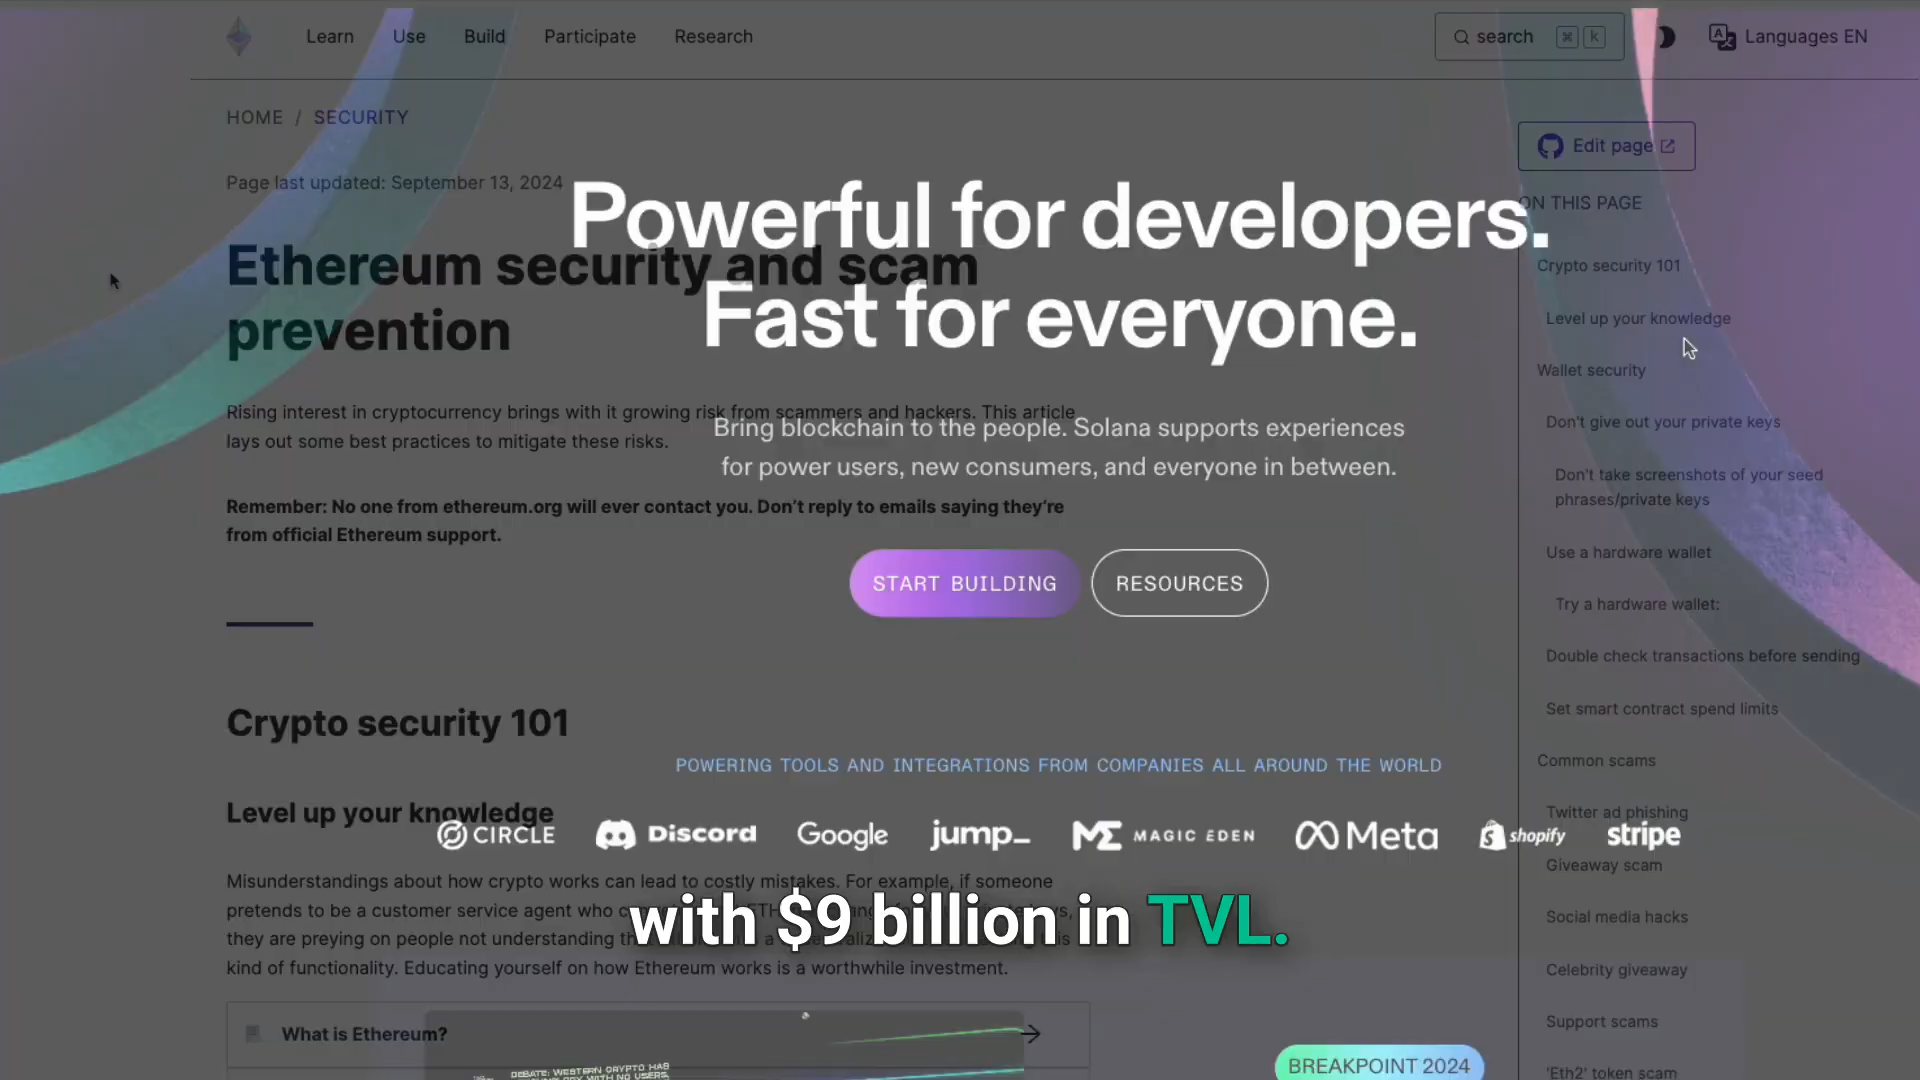 Learn
Use
Build
Participate
Research
search
⌘ k
Languages EN
HOME / SECURITY
Page last updated: September 13, 2024
Ethereum security and scam
prevention
Rising interest in cryptocurrency brings with it growing risk from scammers and hackers. This article
lays out some best practices to mitigate these risks.
Remember: No one from ethereum.org will ever contact you. Don't reply to emails saying they're
from official Ethereum support.
Crypto security 101
Level up your knowledge
Misunderstandings about how crypto works can lead to costly mistakes. For example, if someone
pretends to be a customer service agent who
they are preying on people not understanding
kind of functionality. Educating yourself on how Ethereum works is a worthwhile investment.
What is Ethereum?
Powerful for developers.
Fast for everyone.
Bring blockchain to the people. Solana supports experiences
for power users, new consumers, and everyone in between.
START BUILDING
RESOURCES
POWERING TOOLS AND INTEGRATIONS FROM COMPANIES ALL AROUND THE WORLD
CIRCLE
Discord
Google
jump_
MAGIC EDEN
Meta
shopify
stripe
with $9 billion in TVL.
DEBATE: WESTERN CRYPTO HAS
BREAKPOINT 2024
Edit page
ON THIS PAGE
Crypto security 101
Level up your knowledge
Wallet security
Don't give out your private keys
Don't take screenshots of your seed
phrases/private keys
Use a hardware wallet
Try a hardware wallet:
Double check transactions before sending
Set smart contract spend limits
Common scams
Twitter ad phishing
Giveaway scam
Social media hacks
Celebrity giveaway
Support scams
'Eth2' token scam